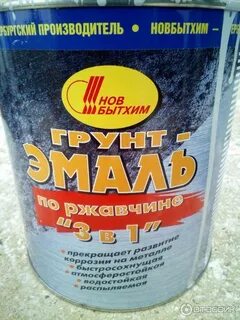 ЕРБУРГСКИЙ ПРОИЗВОДИТЕЛЬ • НОВБЫТХИМ –
НОВ
БЫТХИМ
ГРУНТ-
ЭМАЛЬ
по ржавчине
"3 в 1"
• прекращает развитие
коррозии на металле
• быстросохнущая
• атмосферостойкая
• водостойкая
• распыляемая